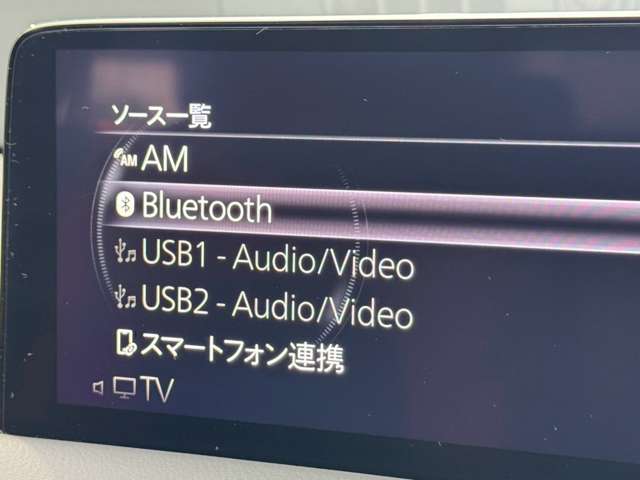 ソース一覧
AM AM
Bluetooth
USB1 - Audio/Video
USB2 - Audio/Video
スマートフォン連携
TV